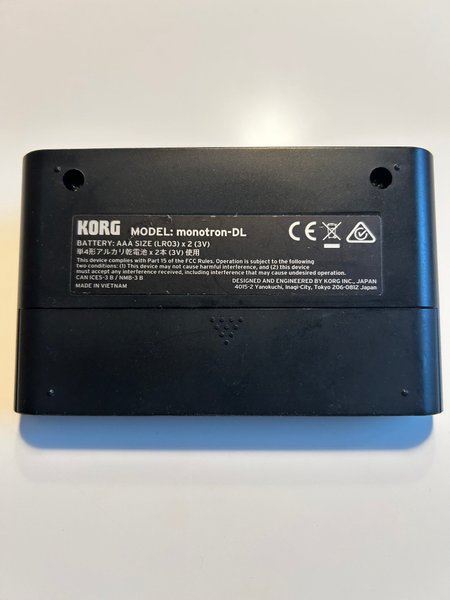 KORG MODEL: monotron-DL
BATTERY: AAA SIZE (LR03) x 2 (3V)
単4形アルカリ乾電池 x 2本 (3V) 使用
This device complies with Part 15 of the FCC Rules. Operation is subject to the following
two conditions: (1) This device may not cause harmful interference, and (2) this device
must accept any interference received, including interference that may cause undesired operation.
CAN ICES-3 B / NMB-3 B
MADE IN VIETNAM
CE
DESIGNED AND ENGINEERED BY KORG INC., JAPAN
4015-2 Yanokuchi, Inagi-City, Tokyo 206-0812 Japan